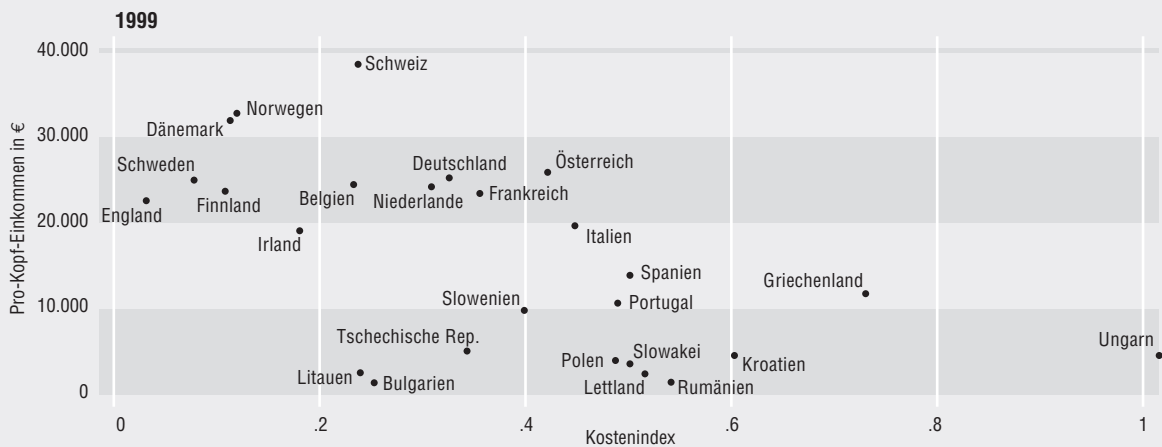 1999
40.000
Schweiz
Norwegen
Dänemark
30.000
Schweden
Deutschland
Österreich
England
Finnland
Belgien
Niederlande
Frankreich
20.000
Irland
Italien
Spanien
Griechenland
Slowenien
Portugal
10.000
Tschechische Rep.
Ungarn
Polen
Slowakei
Kroatien
Litauen
Bulgarien
Lettland
Rumänien
0
Pro-Kopf-Einkommen in €
0 .2 .4 .6 .8 1
Kostenindex